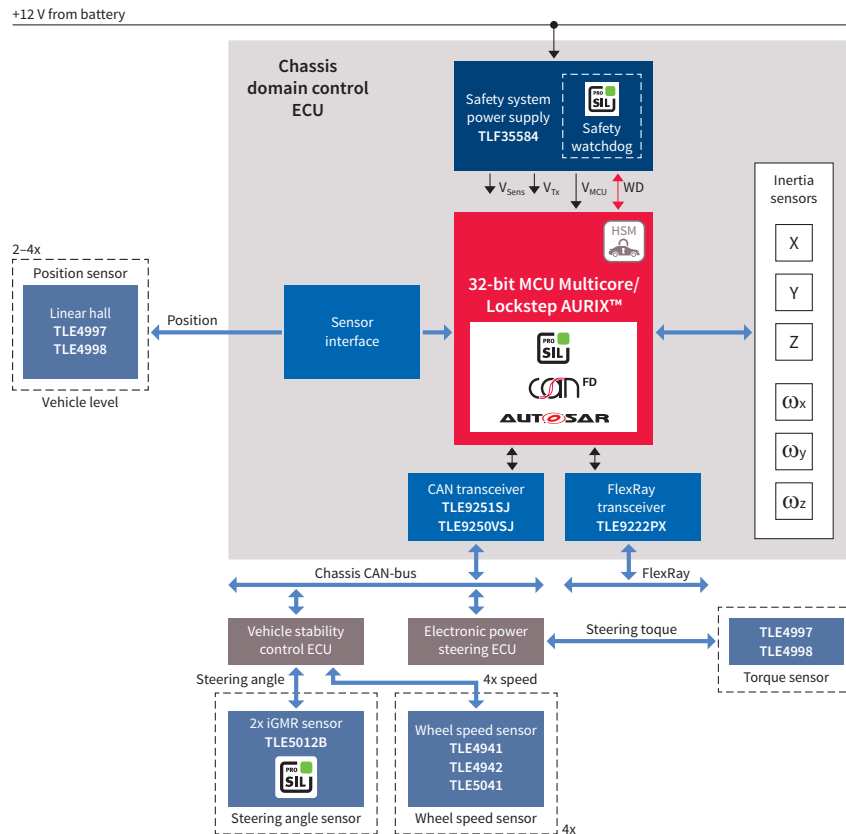 +12 V from battery
Chassis
domain control
ECU
Safety system
power supply
TLF35584
PRO
SIL
Safety
watchdog
VSens
VTx
VMCU
WD
HSM
32-bit MCU Multicore/
Lockstep AURIX™
PRO
SIL
CAN FD
AUTOSAR
Inertia
sensors
X
Y
Z
ωx
ωy
ωz
2–4x
Position sensor
Linear hall
TLE4997
TLE4998
Vehicle level
Position
Sensor
interface
CAN transceiver
TLE9251SJ
TLE9250VSJ
FlexRay
transceiver
TLE9222PX
Chassis CAN-bus
FlexRay
Vehicle stability
control ECU
Electronic power
steering ECU
Steering toque
TLE4997
TLE4998
Torque sensor
Steering angle
4x speed
2x iGMR sensor
TLE5012B
PRO
SIL
Steering angle sensor
Wheel speed sensor
TLE4941
TLE4942
TLE5041
Wheel speed sensor
4x